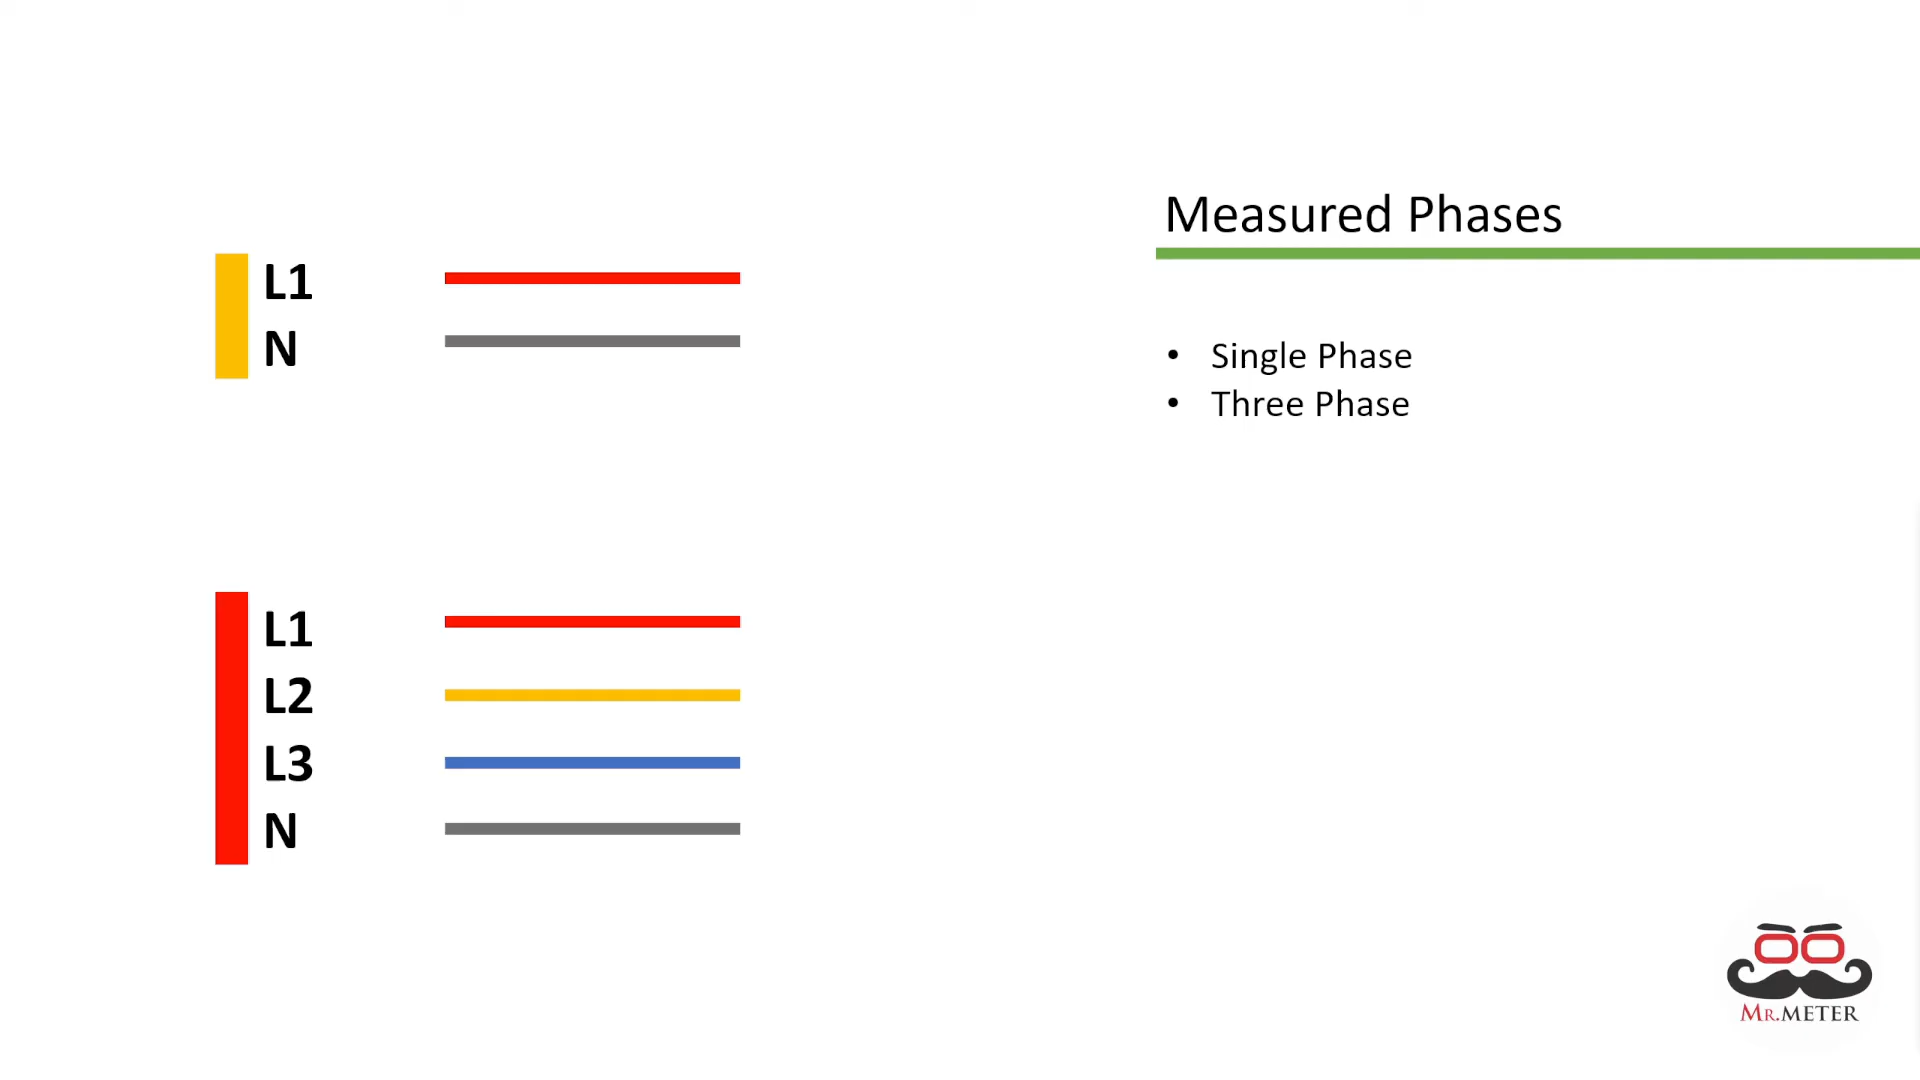 L1
N
L1
L2
L3
N
Measured Phases
• Single Phase
• Three Phase
MR.METER